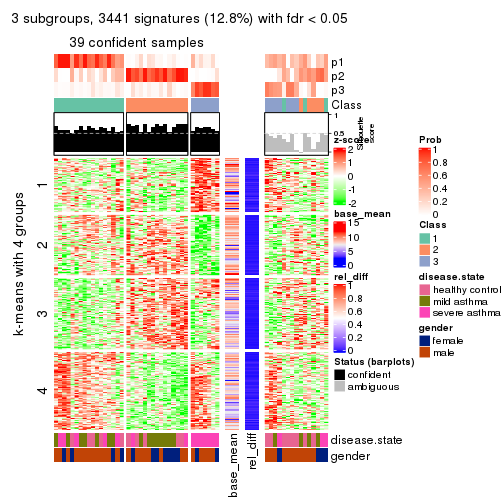 3 subgroups, 3441 signatures (12.8%) with fdr < 0.05
39 confident samples
p1
p2
p3
Class
1
0.5
0
Silhouette score
k-means with 4 groups
1
2
3
4
base_mean
rel_diff
disease.state
gender
z-score
2
1
0
-1
-2
base_mean
15
10
5
0
rel_diff
1
0.8
0.6
0.4
0.2
0
Status (barplots)
confident
ambiguous
Prob
1
0.8
0.6
0.4
0.2
0
Class
1
2
3
disease.state
healthy control
mild asthma
severe asthma
gender
female
male